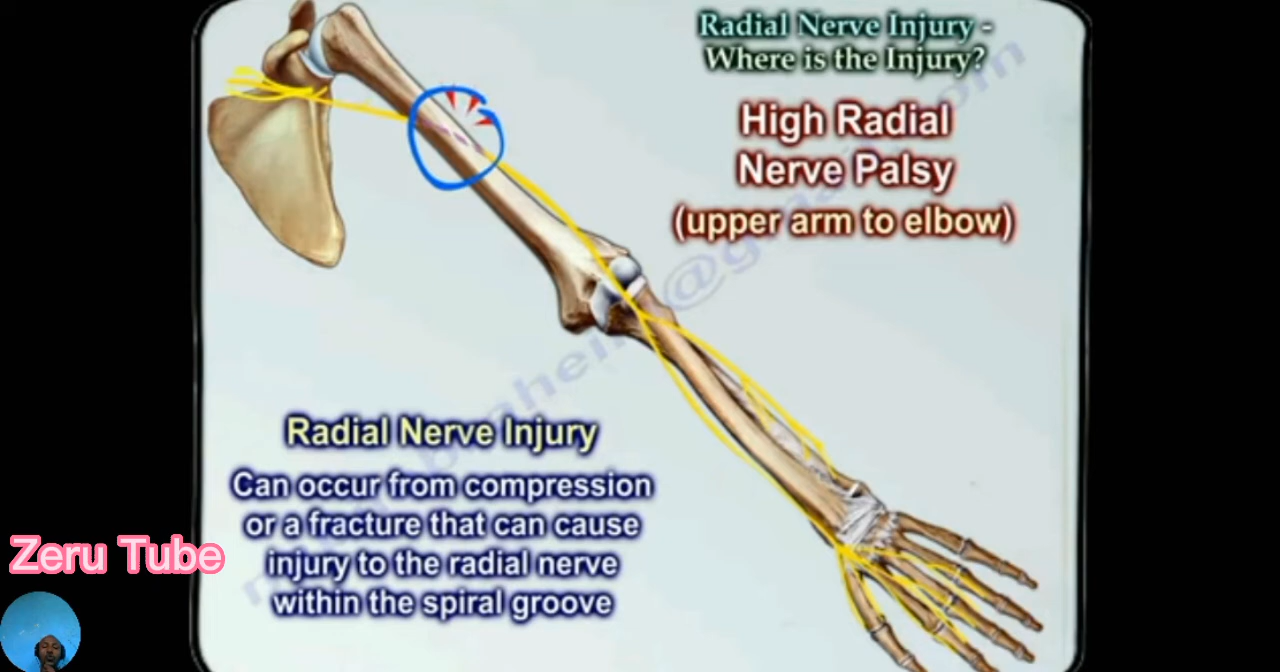 Radial Nerve Injury -
Where is the Injury?
High Radial
Nerve Palsy
(upper arm to elbow)
Radial Nerve Injury
Can occur from compression
or a fracture that can cause
injury to the radial nerve
within the spiral groove
Zeru Tube